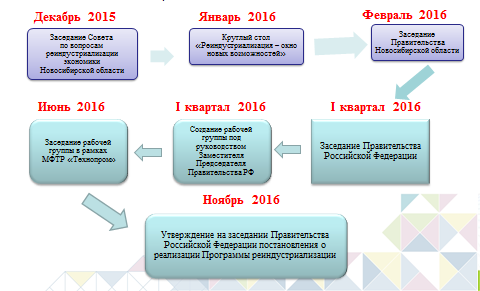 Декабрь 2015
Заседание Совета
по вопросам
реиндустриализации
экономики
Новосибирской области
Январь 2016
Круглый стол
«Реиндустриализация – окно
новых возможностей»
Февраль 2016
Заседание
Правительства
Новосибирской области
I квартал 2016
Заседание Правительства
Российской Федерации
I квартал 2016
Создание рабочей
группы под
руководством
Заместителя
Председателя
Правительства РФ
Июнь 2016
Заседание рабочей
группы в рамках
МФТР «Технопром»
Ноябрь 2016
Утверждение на заседании Правительства
Российской Федерации постановления о
реализации Программы реиндустриализации